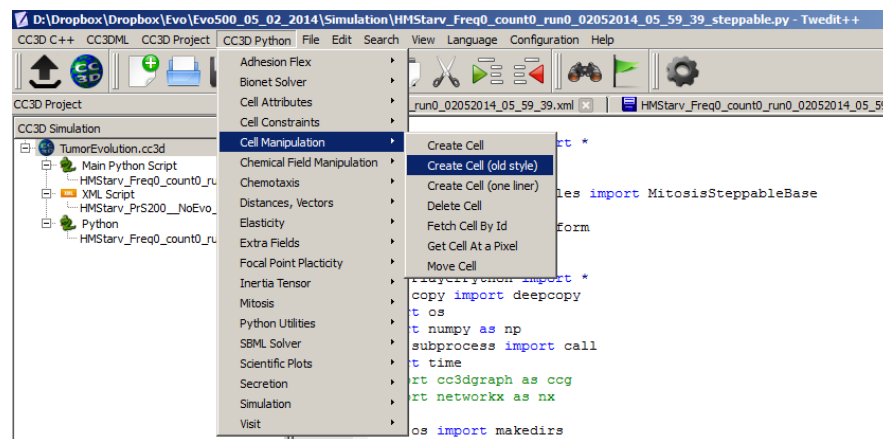 D:\Dropbox\Dropbox\Evo\Evo500_05_02_2014\Simulation\HMStarv_Freq0_count0_run0_02052014_05_59_39_steppable.py - Twedit++
CC3D C++ CC3DML CC3D Project CC3D Python File Edit Search View Language Configuration Help
CC3D Project
_run0_02052014_05_59_39.xml
HMStarv_Freq0_count0_run0_02052014_05_5
CC3D Simulation
TumorEvolution.cc3d
Main Python Script
HMStarv_Freq0_count0_ru
XML Script
HMStarv_PrS200__NoEvo_
Python
HMStarv_Freq0_count0_ru
Adhesion Flex
Bionet Solver
Cell Attributes
Cell Constraints
Cell Manipulation
Chemical Field Manipulation
Chemotaxis
Distances, Vectors
Elasticity
Extra Fields
Focal Point Placticity
Inertia Tensor
Mitosis
Python Utilities
SBML Solver
Scientific Plots
Secretion
Simulation
Visit
Create Cell
Create Cell (old style)
Create Cell (one liner)
Delete Cell
Fetch Cell By Id
Get Cell At a Pixel
Move Cell
rt *
les import MitosisSteppableBase
form
import *
copy import deepcopy
t os
t numpy as np
subprocess import call
t time
rt cc3dgraph as ccg
rt networkx as nx
os import makedirs